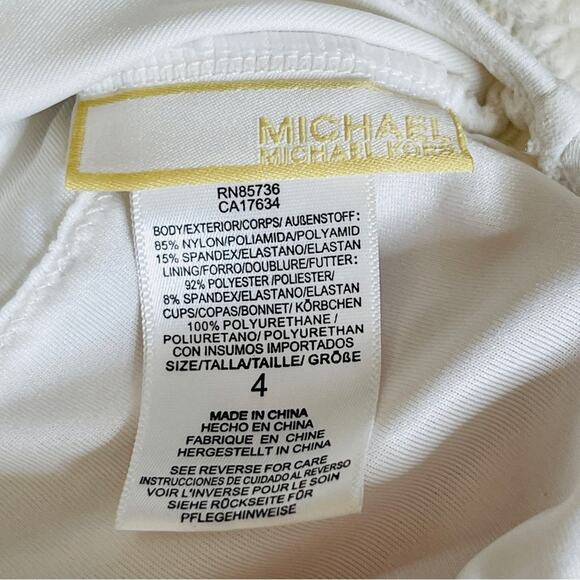 MICHAEL
MICHAEL KORS
RN85736
CA17634
BODY/EXTERIOR/CORPS/ AUßENSTOFF:
85% NYLON/POLIAMIDA/POLYAMID
15% SPANDEX/ELASTANO/ELASTAN
LINING/FORRO/DOUBLURE/FUTTER:
92% POLYESTER /POLIESTER/
8% SPANDEX/ELASTANO/ELASTAN
CUPS/COPAS/BONNET/ KÖRBCHEN
100% POLYURETHANE /
POLIURETANO/ POLYURETHAN
CON INSUMOS IMPORTADOS
SIZE/TALLA/TAILLE/ GRÖßE
4
MADE IN CHINA
HECHO EN CHINA
FABRIQUE EN CHINE
HERGESTELLT IN CHINA
SEE REVERSE FOR CARE
INSTRUCCIONES DE CUIDADO AL REVERSO
VOIR L'INVERSE POUR LE SOIN
SIEHE RÜCKSEITE FÜR
PFLEGEHINWEISE